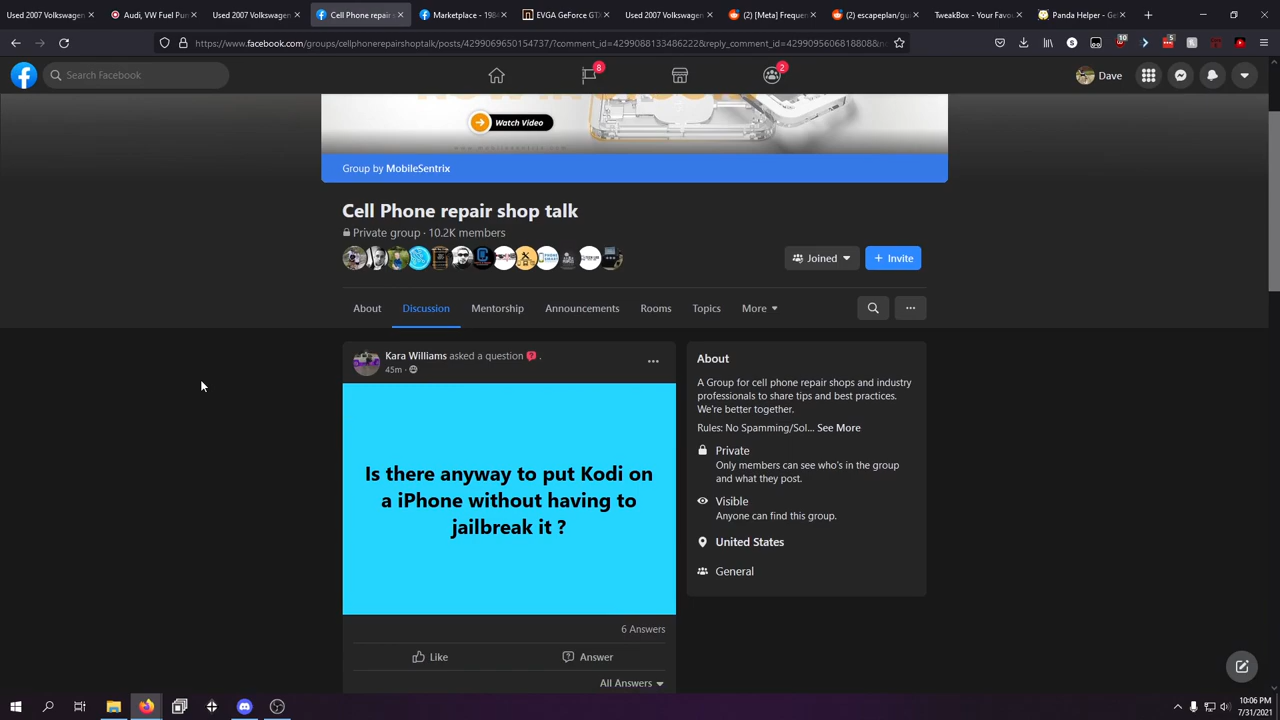 Used 2007 Volkswagen
Audi, VW Fuel Pun
Used 2007 Volkswagen
Cell Phone repair s
Marketplace - 198
EVGA GeForce GTX
Used 2007 Volkswagen
(2) [Meta] Frequen
(2) escapeplan/gu
TweakBox - Your Favo
Panda Helper - Ge
https://www.facebook.com/groups/cellphonerepairshoptalk/posts/4299069650154737/?comment_id=4299088133486222&reply_comment_id=4299095606818808&n
10
5
Search Facebook
8
2
Dave
Watch Video
Group by MobileSentrix
Cell Phone repair shop talk
Private group · 10.2K members
Joined
+ Invite
About Discussion Mentorship Announcements Rooms Topics More
Kara Williams asked a question .
45m ·
Is there anyway to put Kodi on
a iPhone without having to
jailbreak it ?
6 Answers
Like
Answer
All Answers
About
A Group for cell phone repair shops and industry
professionals to share tips and best practices.
We're better together.
Rules: No Spamming/Sol... See More
Private
Only members can see who's in the group
and what they post.
Visible
Anyone can find this group.
United States
General
10:06 PM
7/31/2021